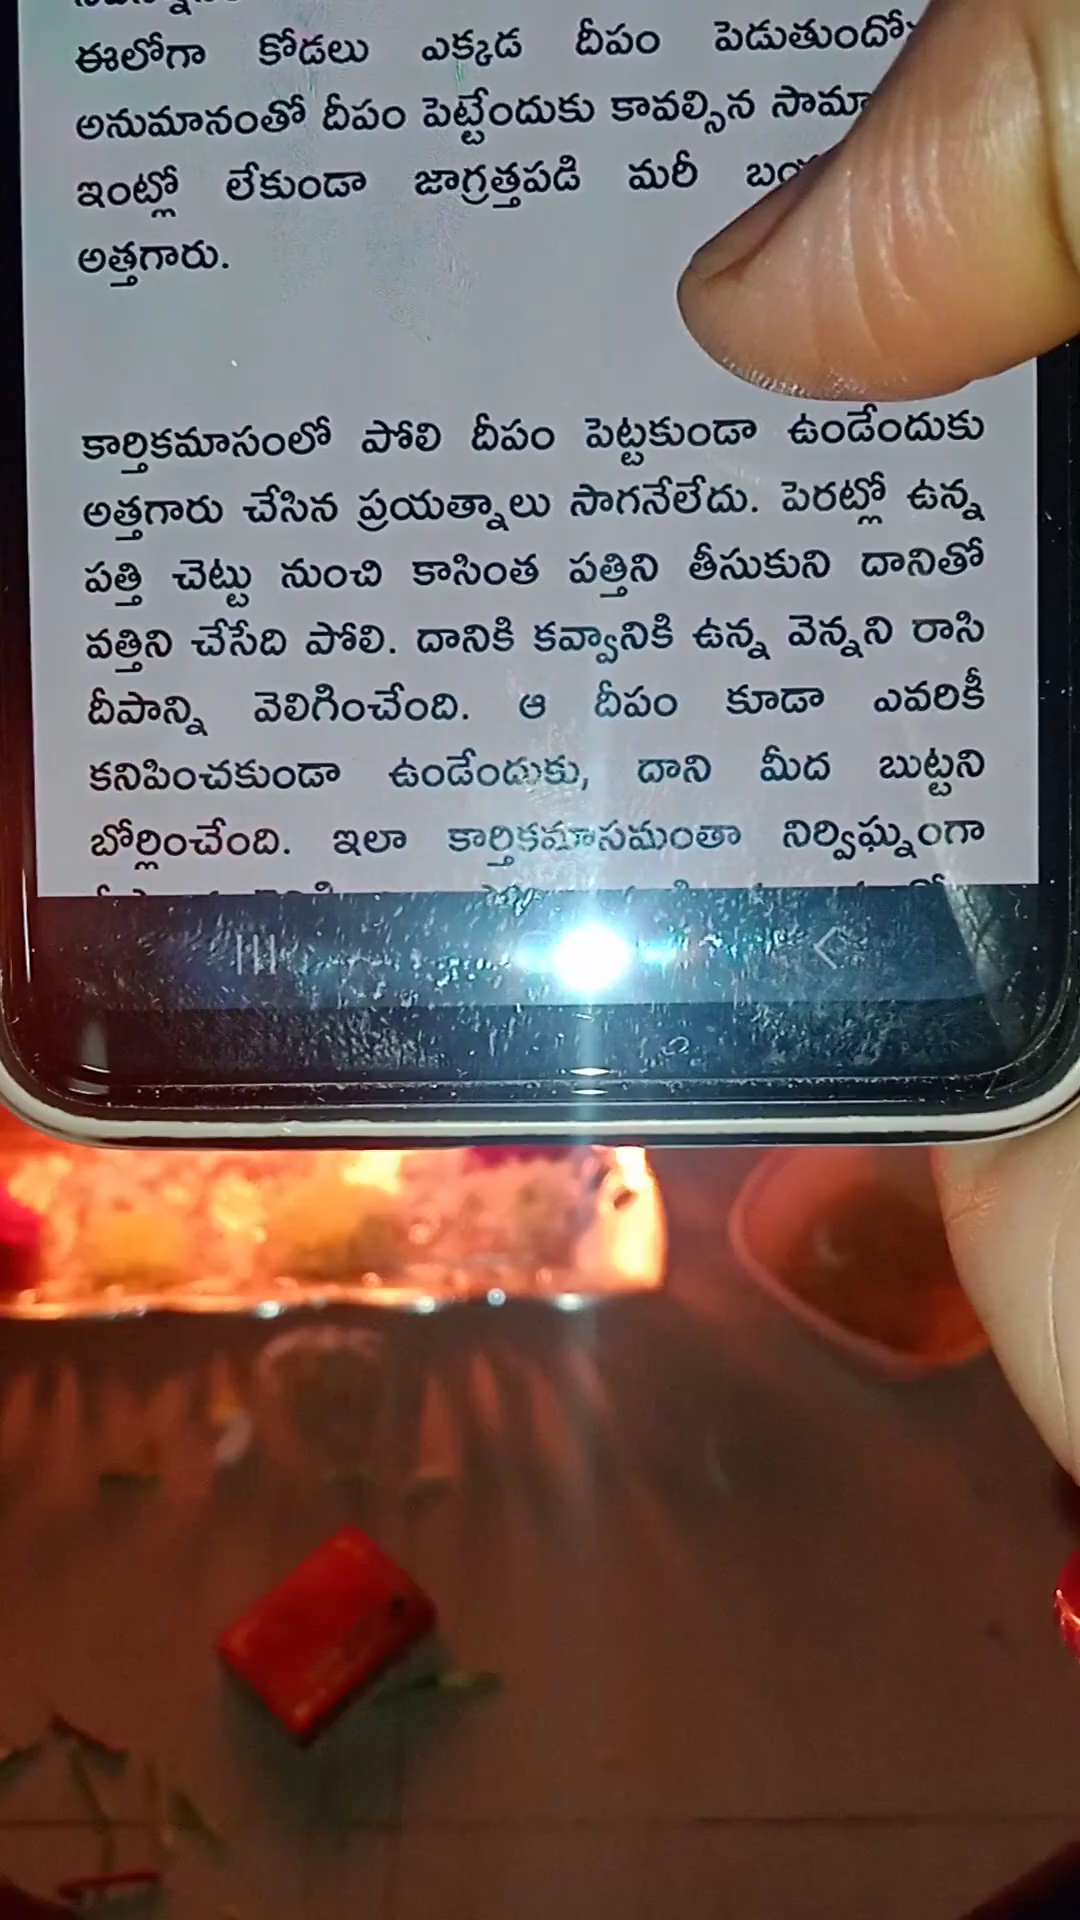 ఈలోగా కోడలు ఎక్కడ దీపం పెడుతుందో
అనుమానంతో దీపం పెట్టేందుకు కావల్సిన
ఇంట్లో లేకుండా జాగ్రత్తపడి మరీ
అత్తగారు.
కార్తికమాసంలో పోలి దీపం పెట్టకుండా ఉండేందుకు
అత్తగారు చేసిన ప్రయత్నాలు సాగనేలేదు. పెరట్లో ఉన్న
పత్తి చెట్టు నుంచి కాసింత పత్తిని తీసుకుని దానితో
వత్తిని చేసేది పోలి. దానికి కవ్వానికి ఉన్న వెన్నని రాసి
దీపాన్ని వెలిగించేంది. ఆ దీపం కూడా ఎవరికీ
కనిపించకుండా ఉండేందుకు, దాని మీద బుట్టని
బోర్లించేంది. ఇలా కార్తికమాసమంతా నిర్విఘ్నంగా